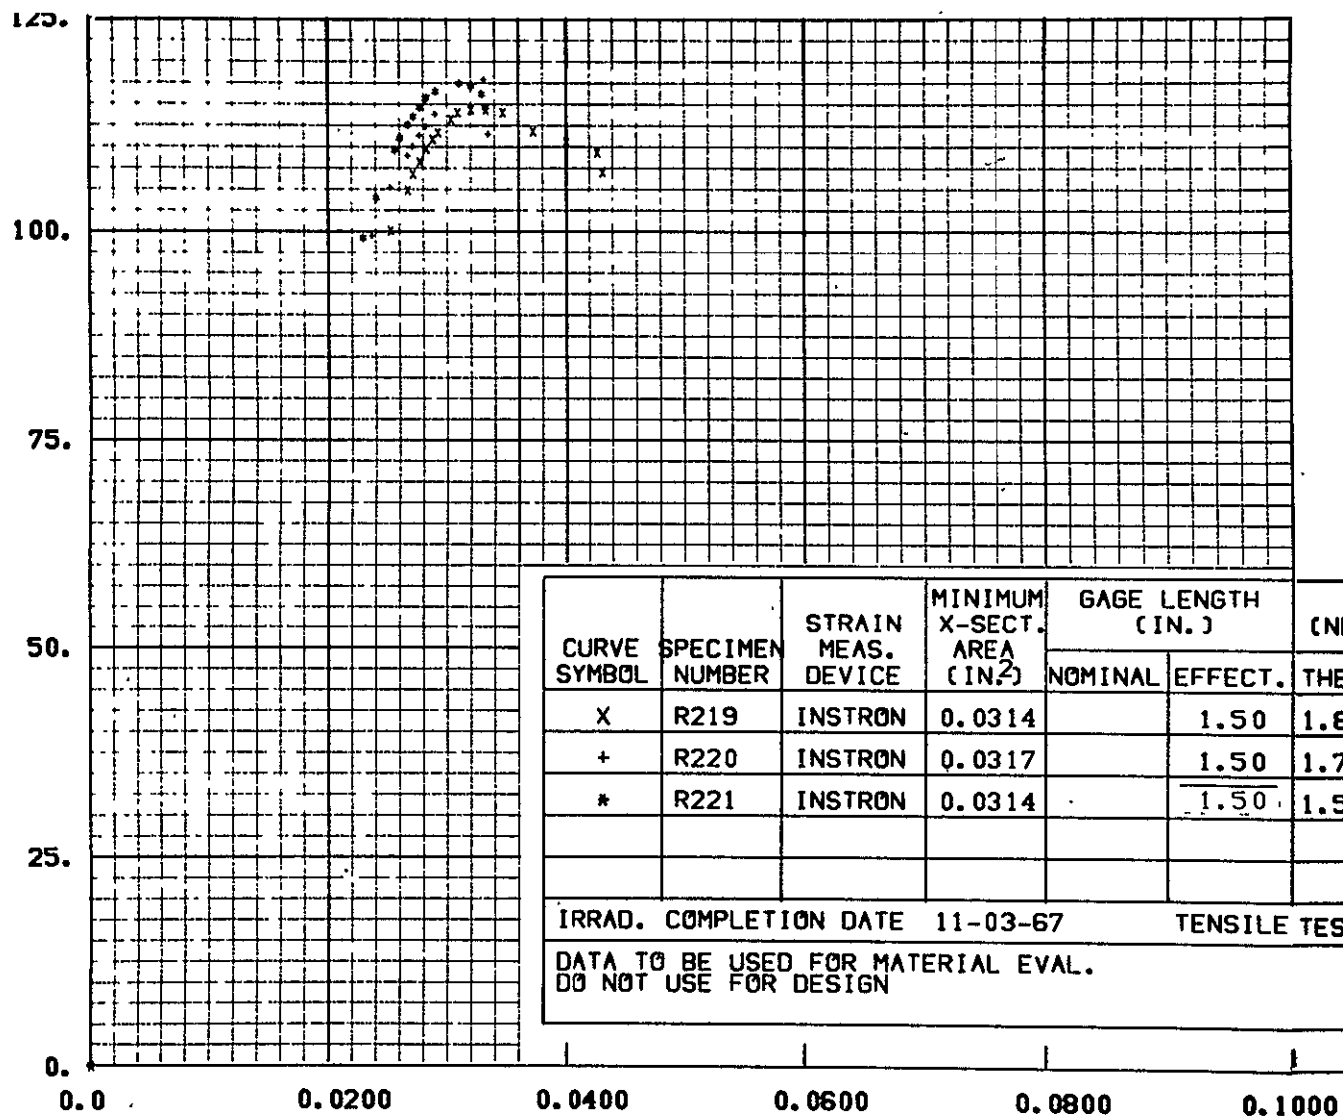 125.
100.
75.
50.
25.
0.
0.0 0.0200 0.0400 0.0600 0.0800 0.1000
CURVE SYMBOL
SPECIMEN NUMBER
STRAIN MEAS. DEVICE
MINIMUM X-SECT. AREA (IN.2)
GAGE LENGTH (IN.)
NOMINAL EFFECT.
X R219 INSTRON 0.0314 1.50
+ R220 INSTRON 0.0317 1.50
* R221 INSTRON 0.0314 1.50
IRRAD. COMPLETION DATE 11-03-67 TENSILE
DATA TO BE USED FOR MATERIAL EVAL.
DO NOT USE FOR DESIGN